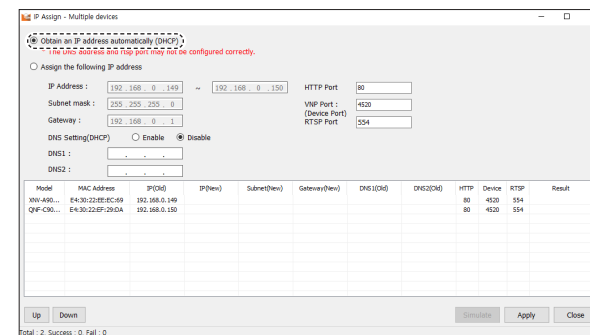 IP Assign - Multiple devices
Obtain an IP address automatically (DHCP)
* The DNS address and rtsp port may not be configured correctly.
Assign the following IP address
IP Address : 192 . 168 . 0 . 149 ~ 192 . 168 . 0 . 150 HTTP Port 80
Subnet mask : 255 . 255 . 255 . 0 VNP Port : 4520
(Device Port)
Gateway : 192 . 168 . 0 . 1 RTSP Port 554
DNS Setting(DHCP) Enable Disable
DNS1 : . . .
DNS2 : . . .
Model MAC Address IP(Old) IP(New) Subnet(New) Gateway(New) DNS1(Old) DNS2(Old) HTTP Device RTSP Result
XNV-A90... E4:30:22:EE:EC:69 192.168.0.149 80 4520 554
QNF-C90... E4:30:22:EF:29:DA 192.168.0.150 80 4520 554
Up Down Simulate Apply Close
Total : 2, Success : 0, Fail : 0